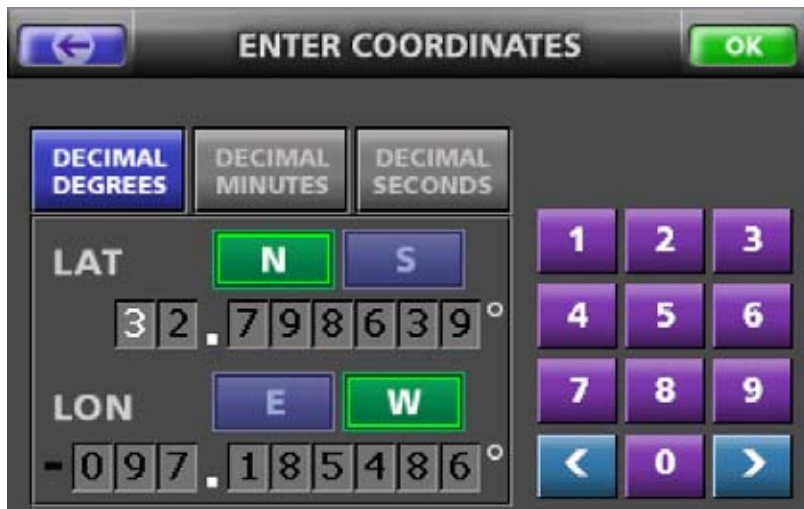 ENTER COORDINATES
OK
DECIMAL DEGREES
DECIMAL MINUTES
DECIMAL SECONDS
LAT N S
32.798639°
LON E W
-097.185486°
1 2 3
4 5 6
7 8 9
< 0 >